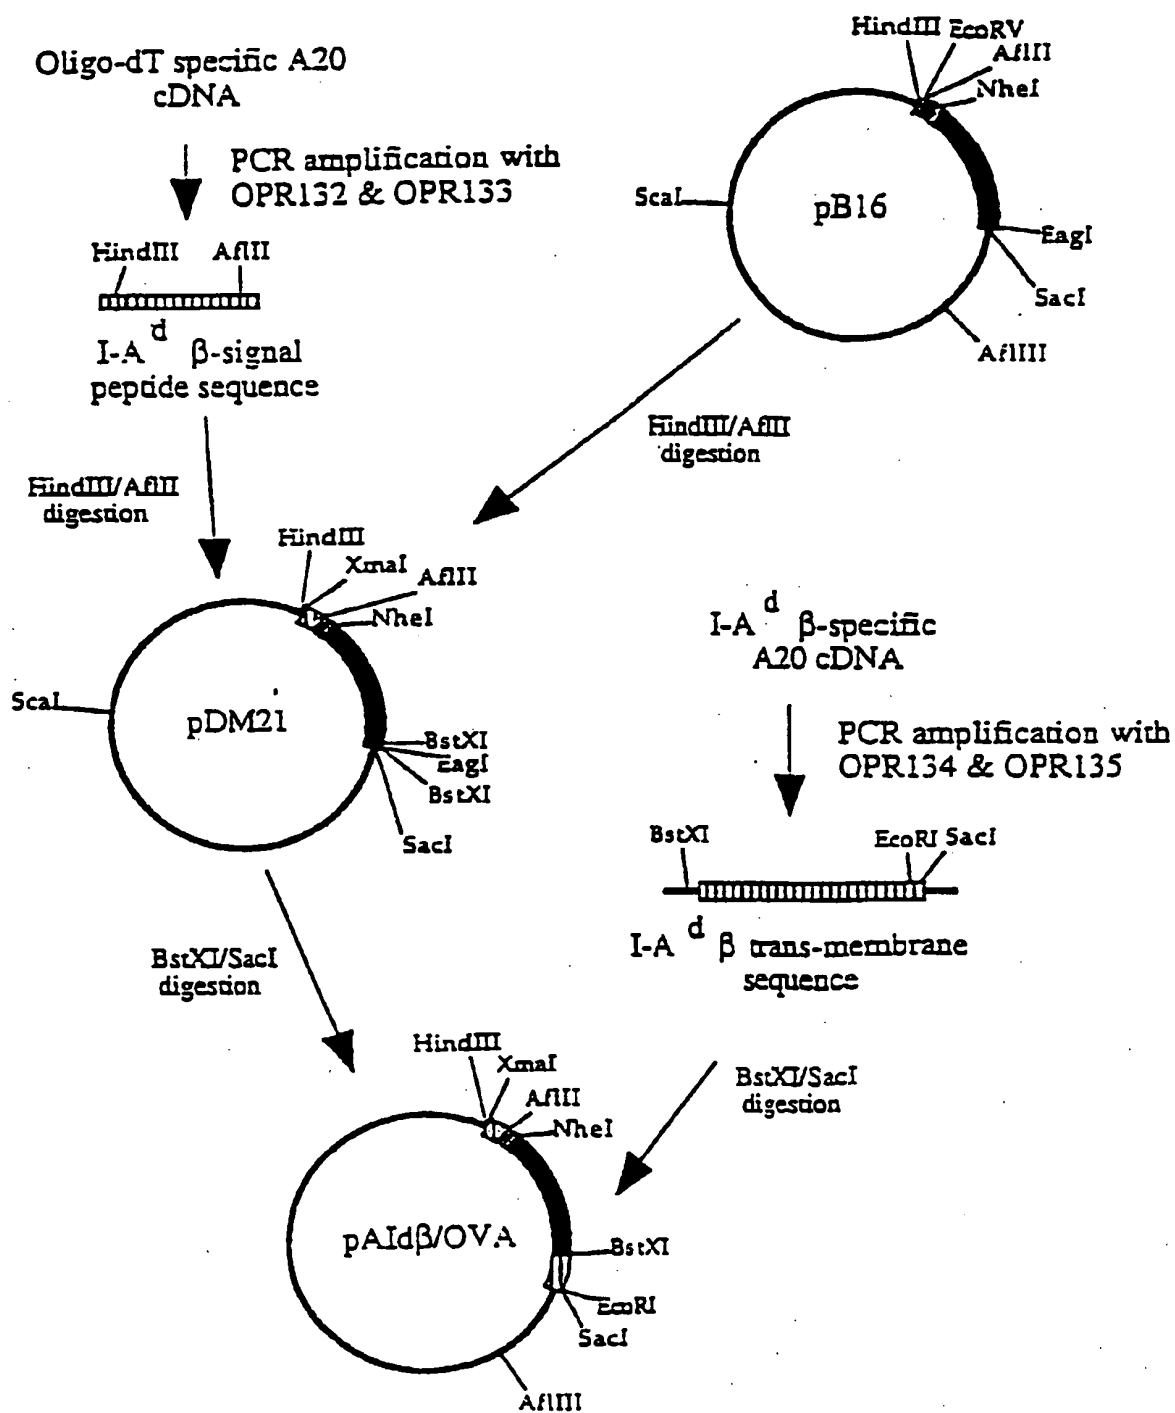 Oligo-dT specific A20
cDNA
PCR amplification with
OPR132 & OPR133
HindIII AflII
I-A d β-signal
peptide sequence
HindIII/AflII
digestion
HindIII EcoRV
AflII
NheI
ScaI
pB16
EagI
SacI
AflIII
HindIII/AflII
digestion
HindIII
XmaI
AflII
NheI
ScaI
pDM21
BstXI
EagI
BstXI
SacI
I-A d β-specific
A20 cDNA
PCR amplification with
OPR134 & OPR135
BstXI
EcoRI SacI
I-A d β trans-membrane
sequence
BstXI/SacI
digestion
BstXI/SacI
digestion
HindIII
XmaI
AflII
NheI
pAIdβ/OVA
BstXI
EcoRI
SacI
AflIII